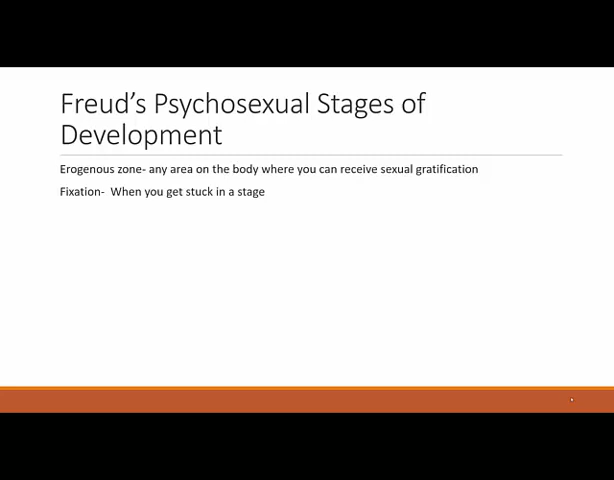 Freud’s Psychosexual Stages of
Development
Erogenous zone- any area on the body where you can receive sexual gratification
Fixation-  When you get stuck in a stage